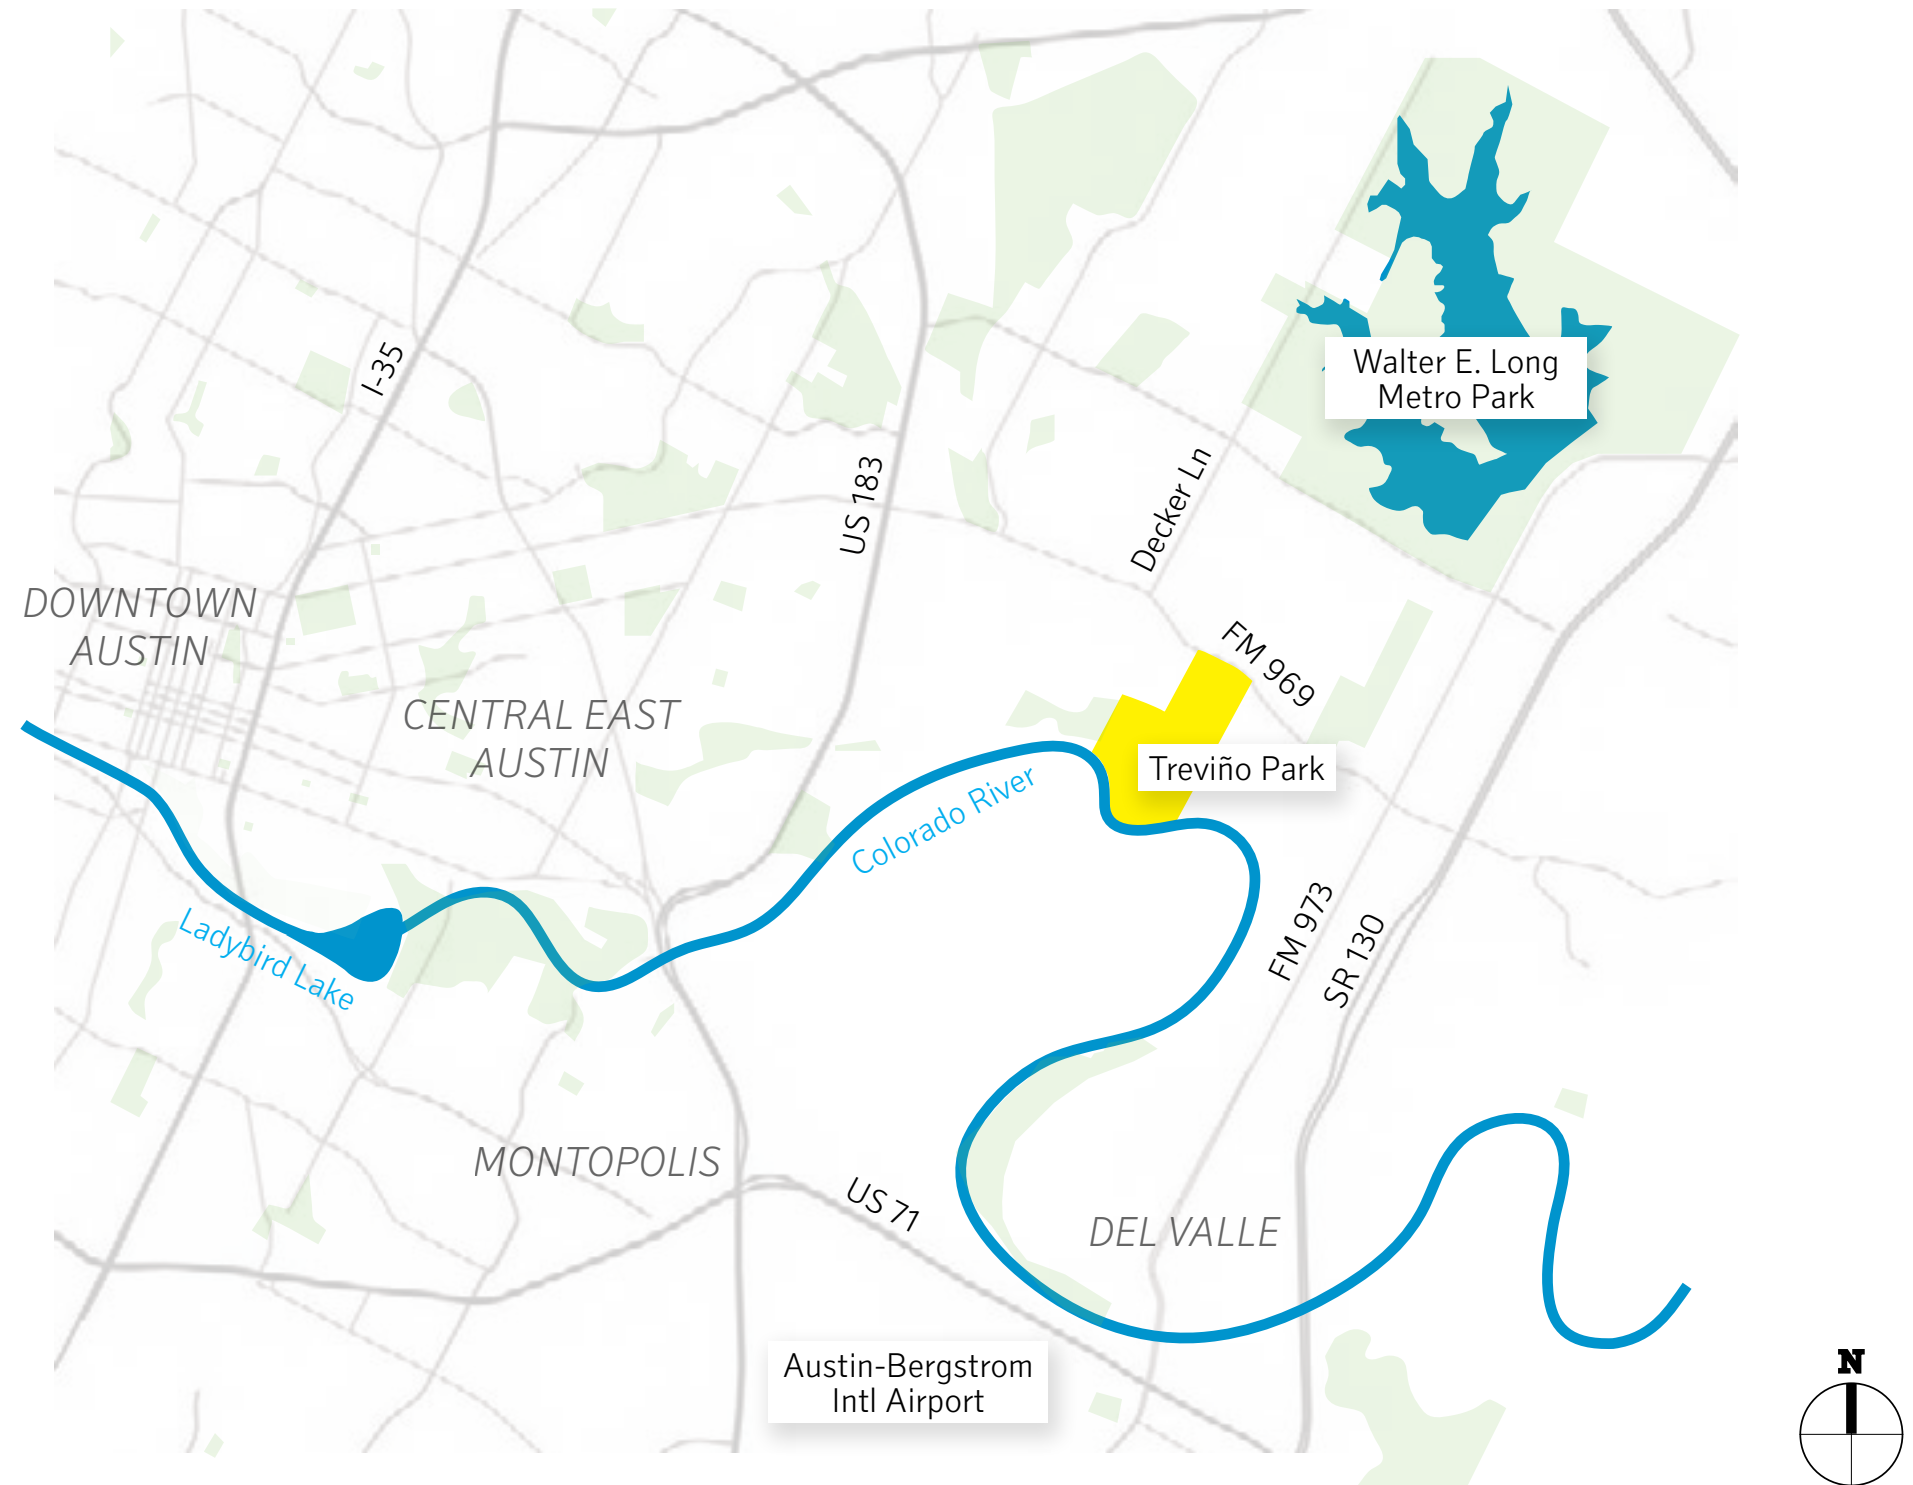 Walter E. Long
Metro Park
I-35
US 183
Decker Ln
DOWNTOWN
AUSTIN
FM 969
CENTRAL EAST
AUSTIN
Treviño Park
Colorado River
Ladybird Lake
FM 973
SR 130
MONTOPOLIS
US 71
DEL VALLE
Austin-Bergstrom
Intl Airport
N